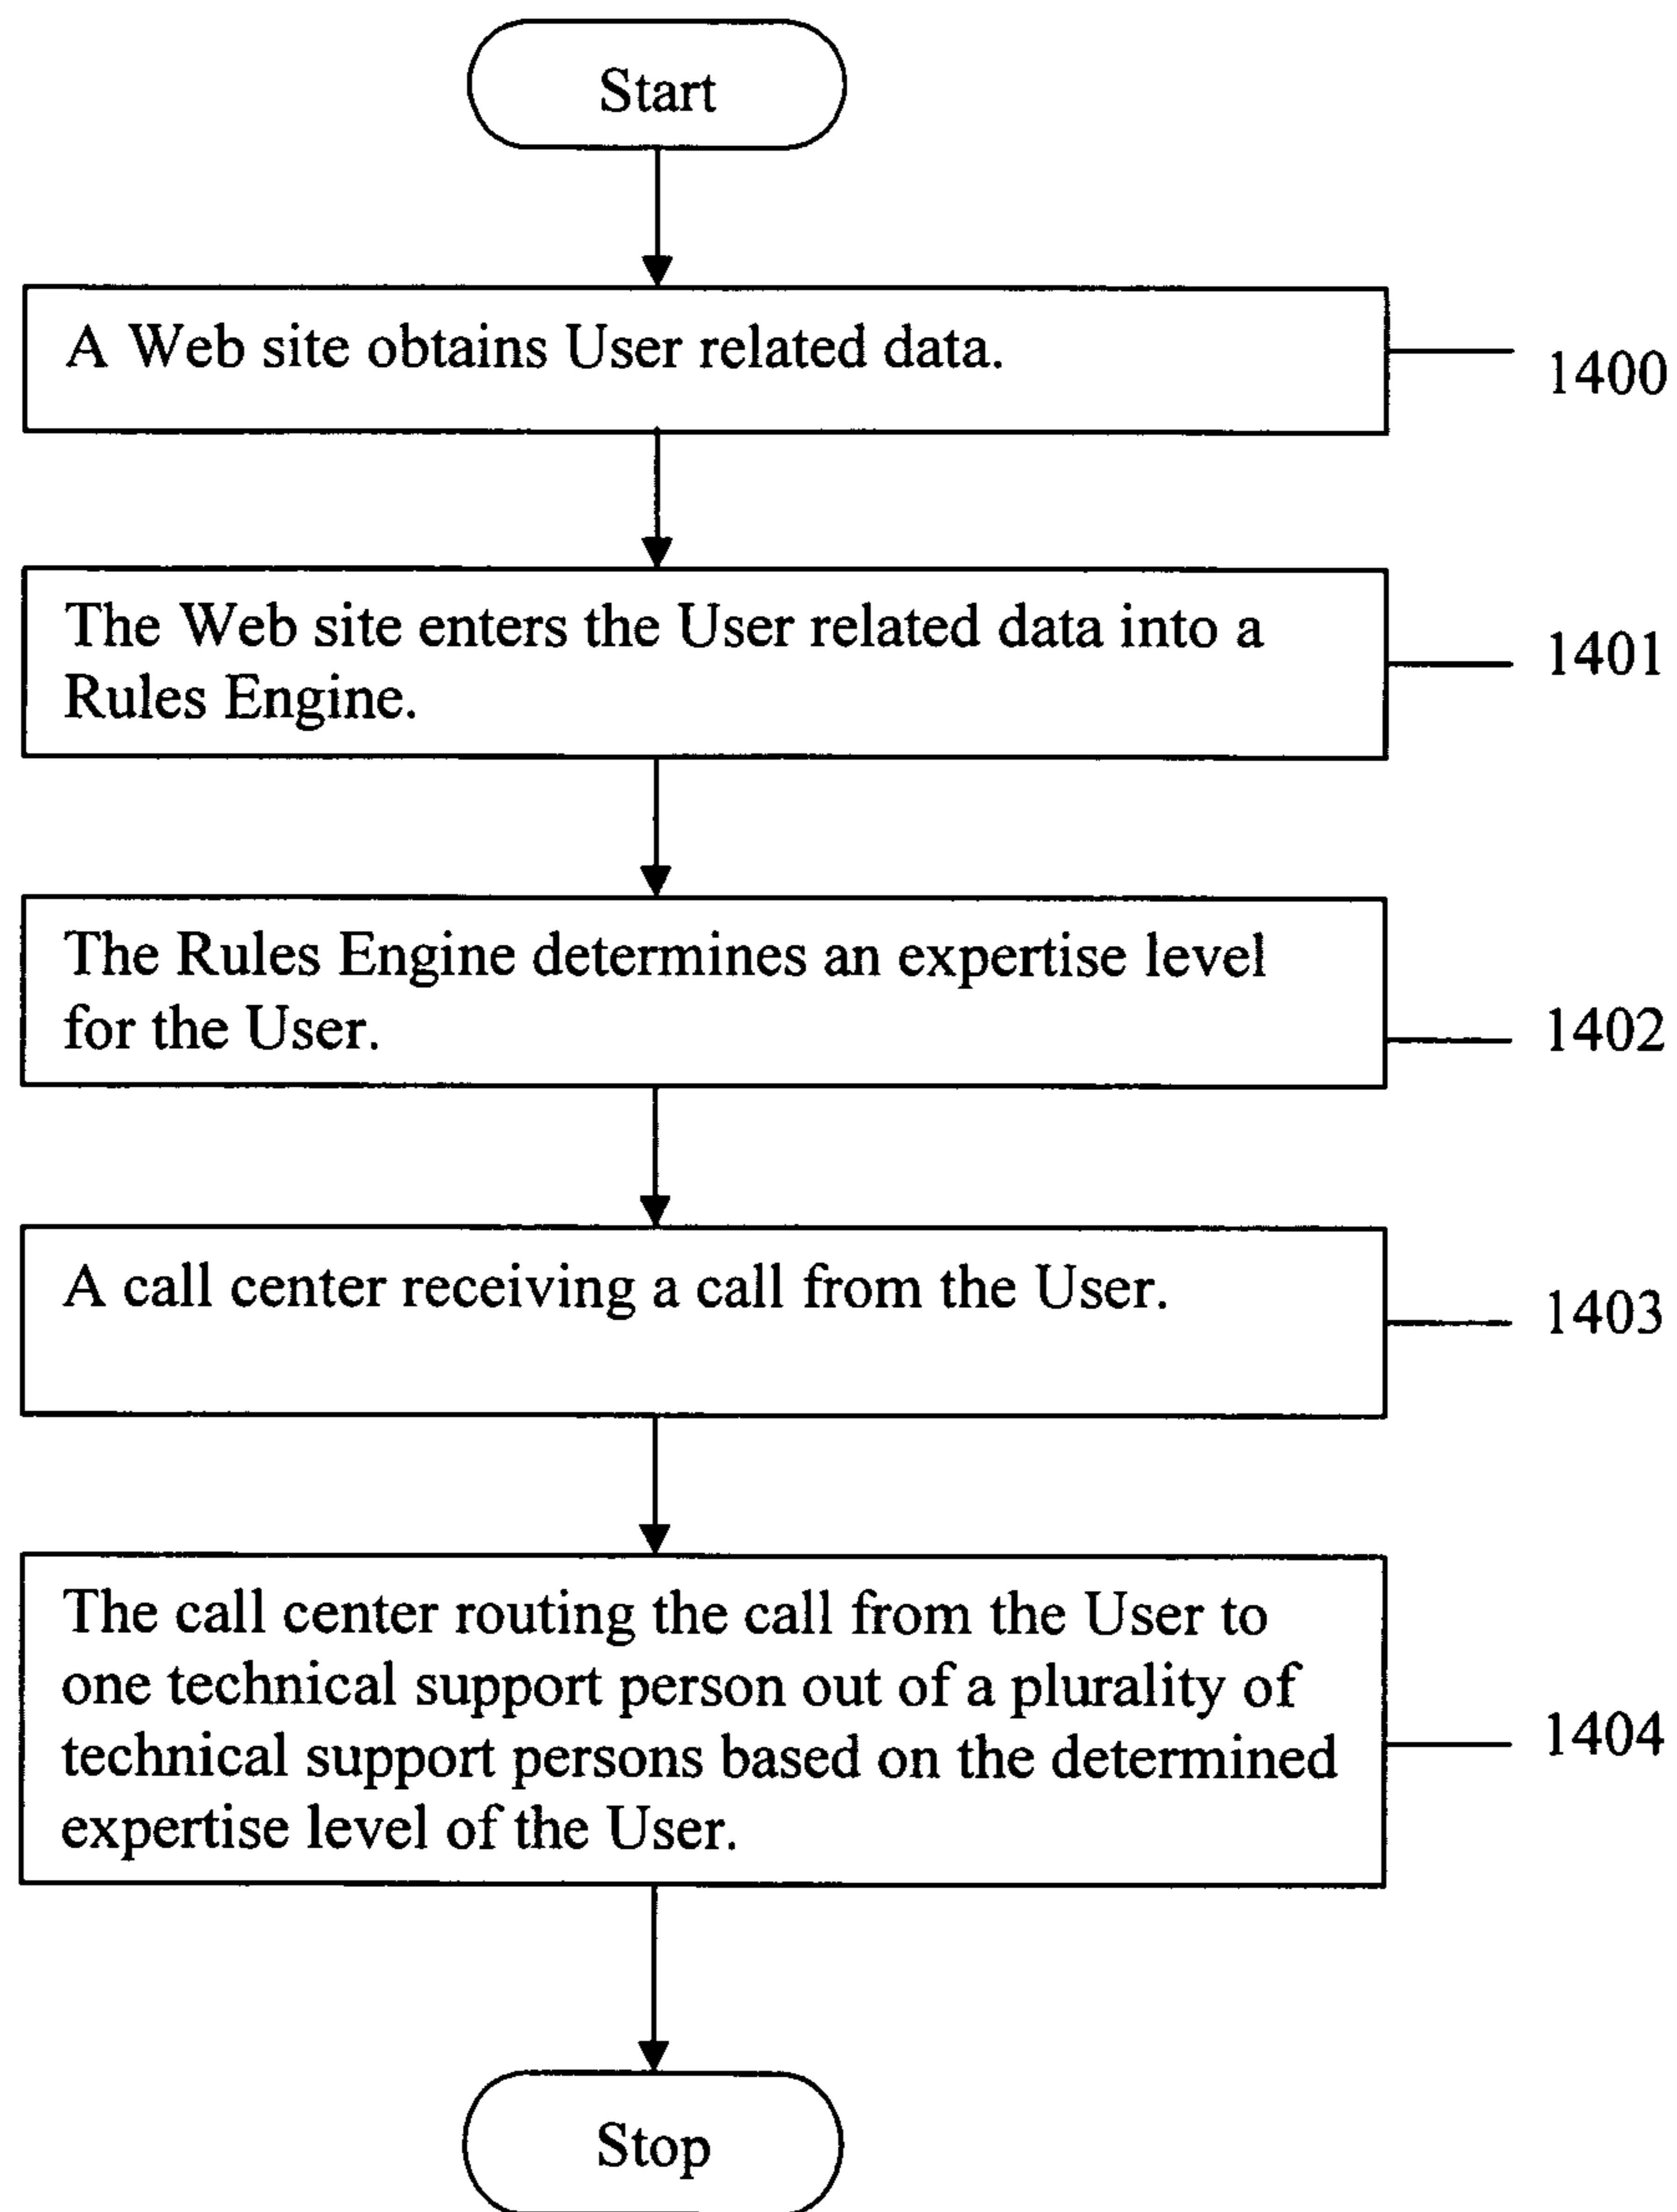 Start
A Web site obtains User related data.
1400
The Web site enters the User related data into a
Rules Engine.
1401
The Rules Engine determines an expertise level
for the User.
1402
A call center receiving a call from the User.
1403
The call center routing the call from the User to
one technical support person out of a plurality of
technical support persons based on the determined
expertise level of the User.
1404
Stop